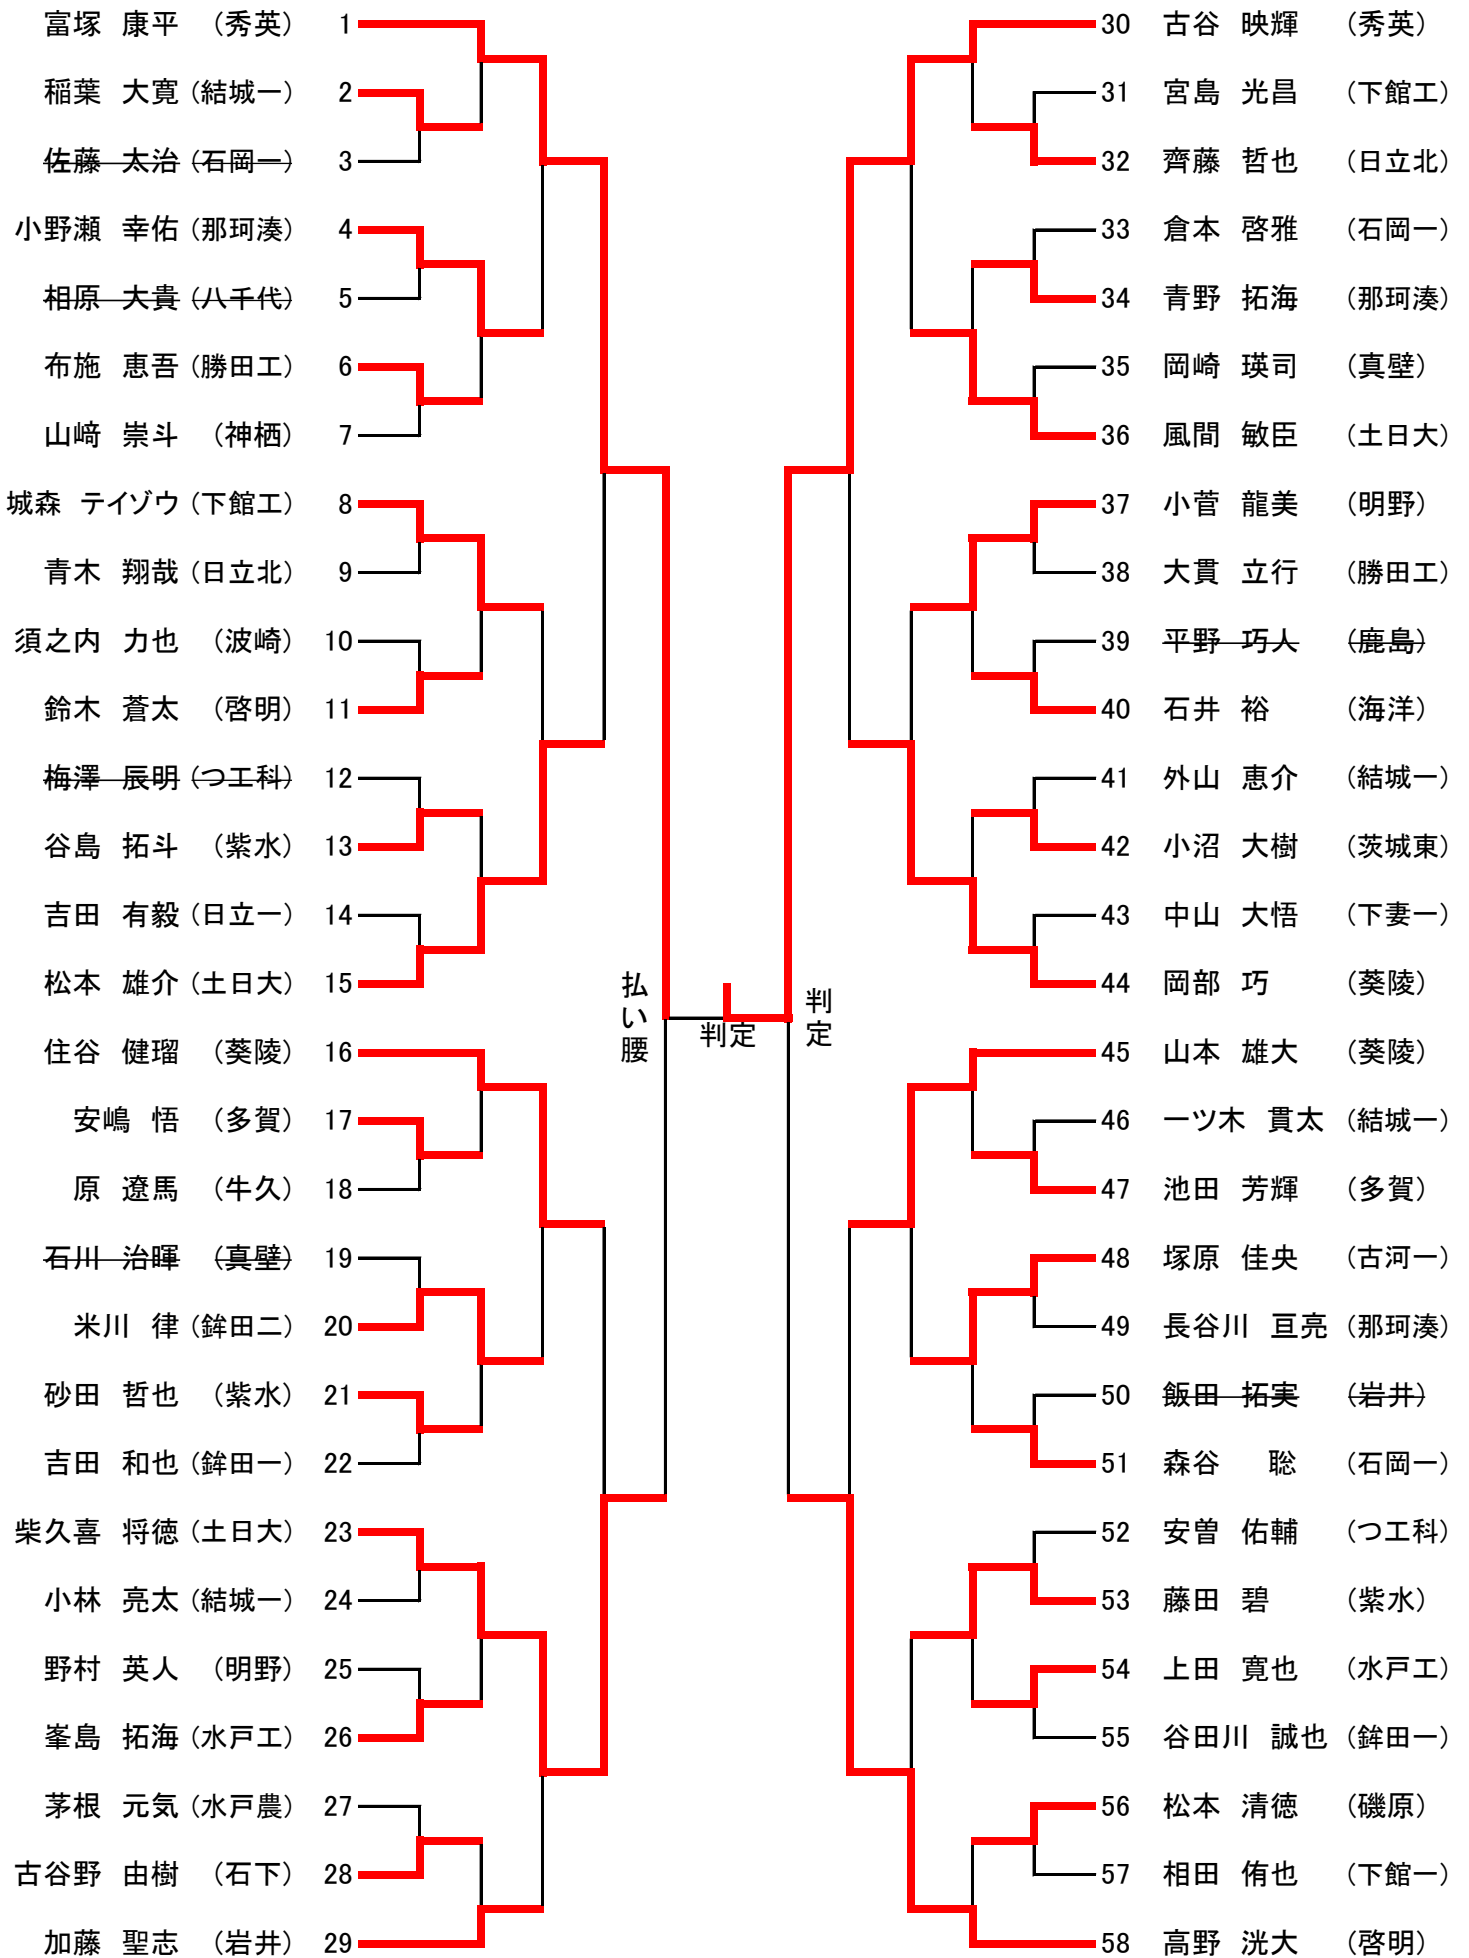 富塚 康平 (秀英) 1
稲葉 大寛 (結城一) 2
佐藤 太治 (石岡一) 3
小野瀬 幸佑 (那珂湊) 4
相原 大貴 (八千代) 5
布施 恵吾 (勝田工) 6
山﨑 崇斗 (神栖) 7
城森 テイゾウ (下館工) 8
青木 翔哉 (日立北) 9
須之内 力也 (波崎) 10
鈴木 蒼太 (啓明) 11
梅澤 辰明 (つ工科) 12
谷島 拓斗 (紫水) 13
吉田 有毅 (日立一) 14
松本 雄介 (土日大) 15
住谷 健瑠 (葵陵) 16
安嶋 悟 (多賀) 17
原 遼馬 (牛久) 18
石川 治暉 (真壁) 19
米川 律 (鉾田二) 20
砂田 哲也 (紫水) 21
吉田 和也 (鉾田一) 22
柴久喜 将徳 (土日大) 23
小林 亮太 (結城一) 24
野村 英人 (明野) 25
峯島 拓海 (水戸工) 26
茅根 元気 (水戸農) 27
古谷野 由樹 (石下) 28
加藤 聖志 (岩井) 29
払い腰
判定
判定
30 古谷 映輝 (秀英)
31 宮島 光昌 (下館工)
32 齊藤 哲也 (日立北)
33 倉本 啓雅 (石岡一)
34 青野 拓海 (那珂湊)
35 岡崎 瑛司 (真壁)
36 風間 敏臣 (土日大)
37 小菅 龍美 (明野)
38 大貫 立行 (勝田工)
39 平野 巧人 (鹿島)
40 石井 裕 (海洋)
41 外山 恵介 (結城一)
42 小沼 大樹 (茨城東)
43 中山 大悟 (下妻一)
44 岡部 巧 (葵陵)
45 山本 雄大 (葵陵)
46 一ツ木 貫太 (結城一)
47 池田 芳輝 (多賀)
48 塚原 佳央 (古河一)
49 長谷川 亘亮 (那珂湊)
50 飯田 拓実 (岩井)
51 森谷 聡 (石岡一)
52 安曽 佑輔 (つ工科)
53 藤田 碧 (紫水)
54 上田 寛也 (水戸工)
55 谷田川 誠也 (鉾田一)
56 松本 清徳 (磯原)
57 相田 侑也 (下館一)
58 高野 洸大 (啓明)